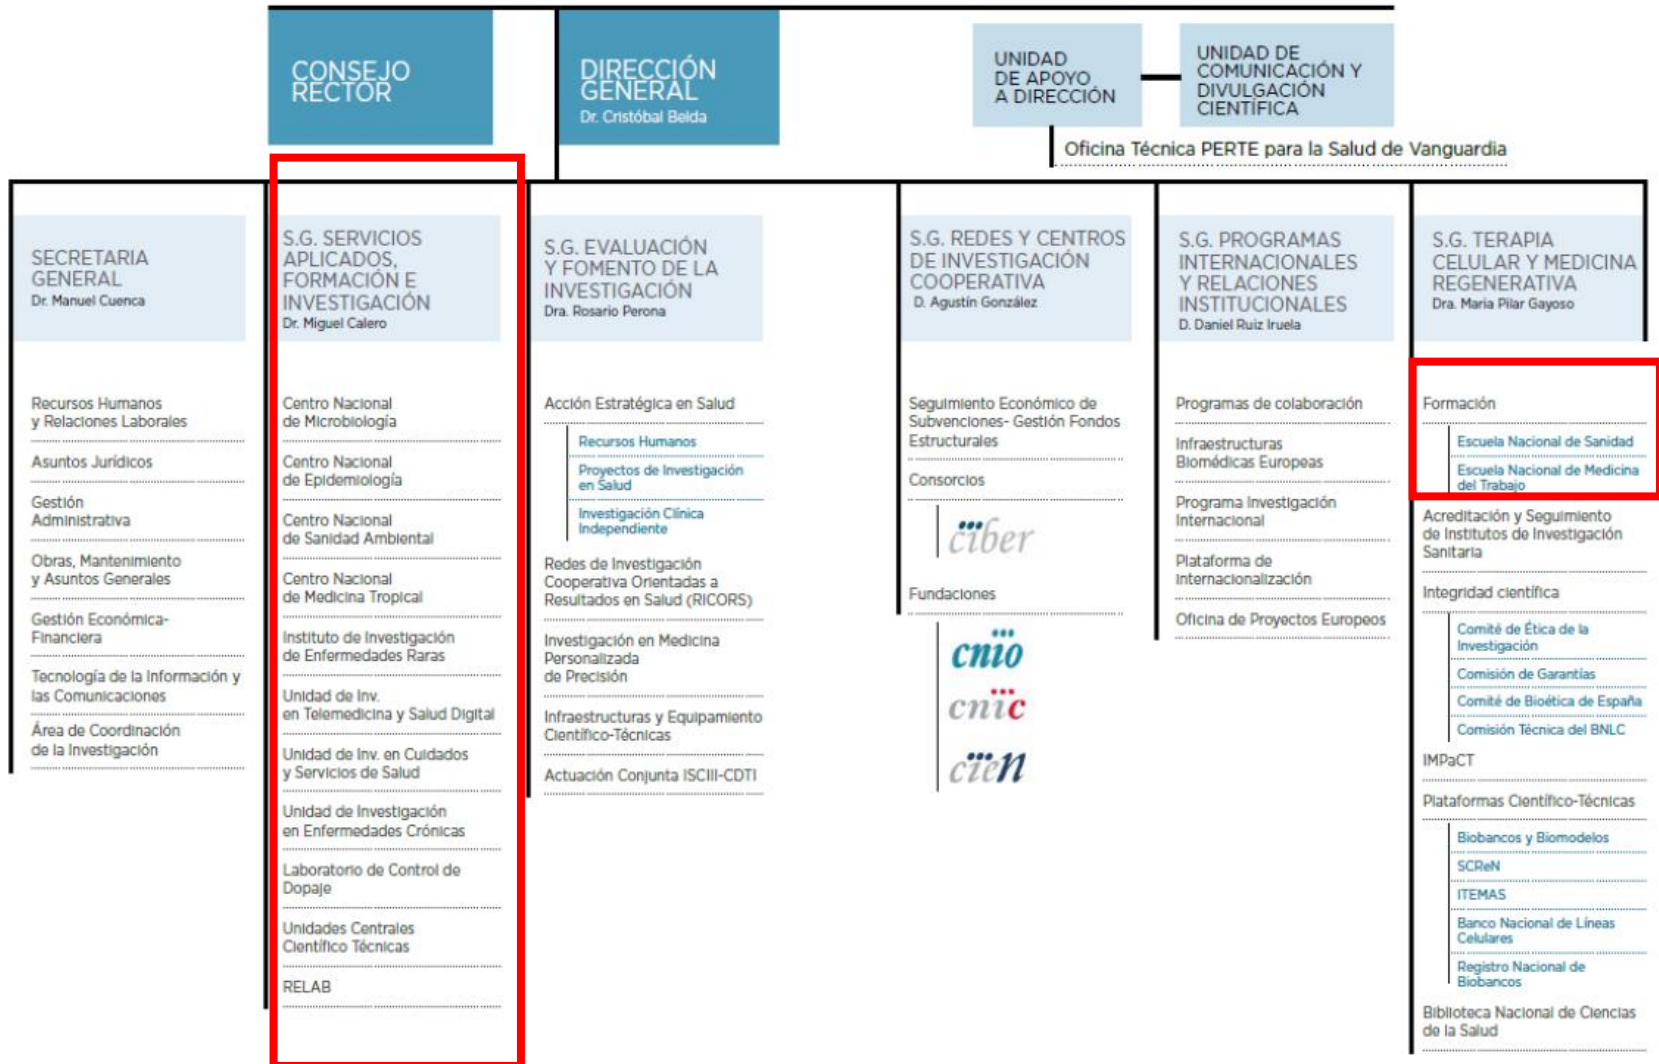 CONSEJO
RECTOR
DIRECCIÓN
GENERAL
Dr. Cristóbal Belda
UNIDAD
DE APOYO
A DIRECCIÓN
UNIDAD DE
COMUNICACIÓN Y
DIVULGACIÓN
CIENTÍFICA
Oficina Técnica PERTE para la Salud de Vanguardia
SECRETARIA
GENERAL
Dr. Manuel Cuenca
Recursos Humanos
y Relaciones Laborales
Asuntos Jurídicos
Gestión
Administrativa
Obras, Mantenimiento
y Asuntos Generales
Gestión Económica-
Financiera
Tecnología de la Información y
las Comunicaciones
Área de Coordinación
de la Investigación
S.G. SERVICIOS
APLICADOS,
FORMACIÓN E
INVESTIGACIÓN
Dr. Miguel Calero
Centro Nacional
de Microbiología
Centro Nacional
de Epidemiología
Centro Nacional
de Sanidad Ambiental
Centro Nacional
de Medicina Tropical
Instituto de Investigación
de Enfermedades Raras
Unidad de Inv.
en Telemedicina y Salud Digital
Unidad de Inv. en Cuidados
y Servicios de Salud
Unidad de Investigación
en Enfermedades Crónicas
Laboratorio de Control de
Dopaje
Unidades Centrales
Científico Técnicas
RELAB
S.G. EVALUACIÓN
Y FOMENTO DE LA
INVESTIGACIÓN
Dra. Rosario Perona
Acción Estratégica en Salud
Recursos Humanos
Proyectos de Investigación
en Salud
Investigación Clínica
Independiente
Redes de Investigación
Cooperativa Orientadas a
Resultados en Salud (RICORS)
Investigación en Medicina
Personalizada
de Precisión
Infraestructuras y Equipamiento
Científico-Técnicas
Actuación Conjunta ISCIII-CDTI
S.G. REDES Y CENTROS
DE INVESTIGACIÓN
COOPERATIVA
D. Agustín González
Seguimiento Económico de
Subvenciones- Gestión Fondos
Estructurales
Consorcios
ciber
Fundaciones
cnio
cnic
cien
S.G. PROGRAMAS
INTERNACIONALES
Y RELACIONES
INSTITUCIONALES
D. Daniel Ruiz Iruela
Programas de colaboración
Infraestructuras
Biomédicas Europeas
Programa Investigación
Internacional
Plataforma de
Internacionalización
Oficina de Proyectos Europeos
S.G. TERAPIA
CELULAR Y MEDICINA
REGENERATIVA
Dra. Maria Pilar Gayoso
Formación
Escuela Nacional de Sanidad
Escuela Nacional de Medicina
del Trabajo
Acreditación y Seguimiento
de Institutos de Investigación
Sanitaria
Integridad científica
Comité de Ética de la
Investigación
Comisión de Garantías
Comité de Bioética de España
Comisión Técnica del BNLC
IMPaCT
Plataformas Científico-Técnicas
Biobancos y Biomodelos
SCReN
ITEMAS
Banco Nacional de Líneas
Celulares
Registro Nacional de
Biobancos
Biblioteca Nacional de Ciencias
de la Salud